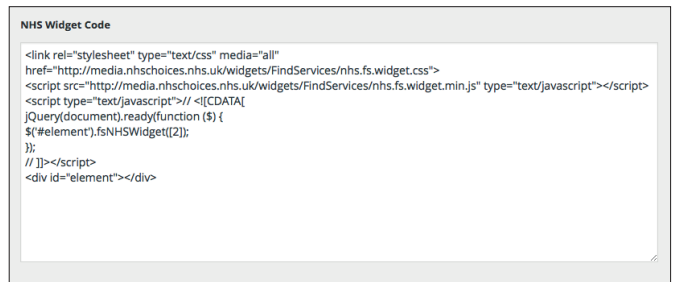 NHS Widget Code
<link rel="stylesheet" type="text/css" media="all"
href="http://media.nhschoices.nhs.uk/widgets/FindServices/nhs.fs.widget.css">
<script src="http://media.nhschoices.nhs.uk/widgets/FindServices/nhs.fs.widget.min.js" type="text/javascript"></script>
<script type="text/javascript">// <![CDATA[
jQuery(document).ready(function ($) {
$('#element').fsNHSWidget([2]);
});
// ]]></script>
<div id="element"></div>